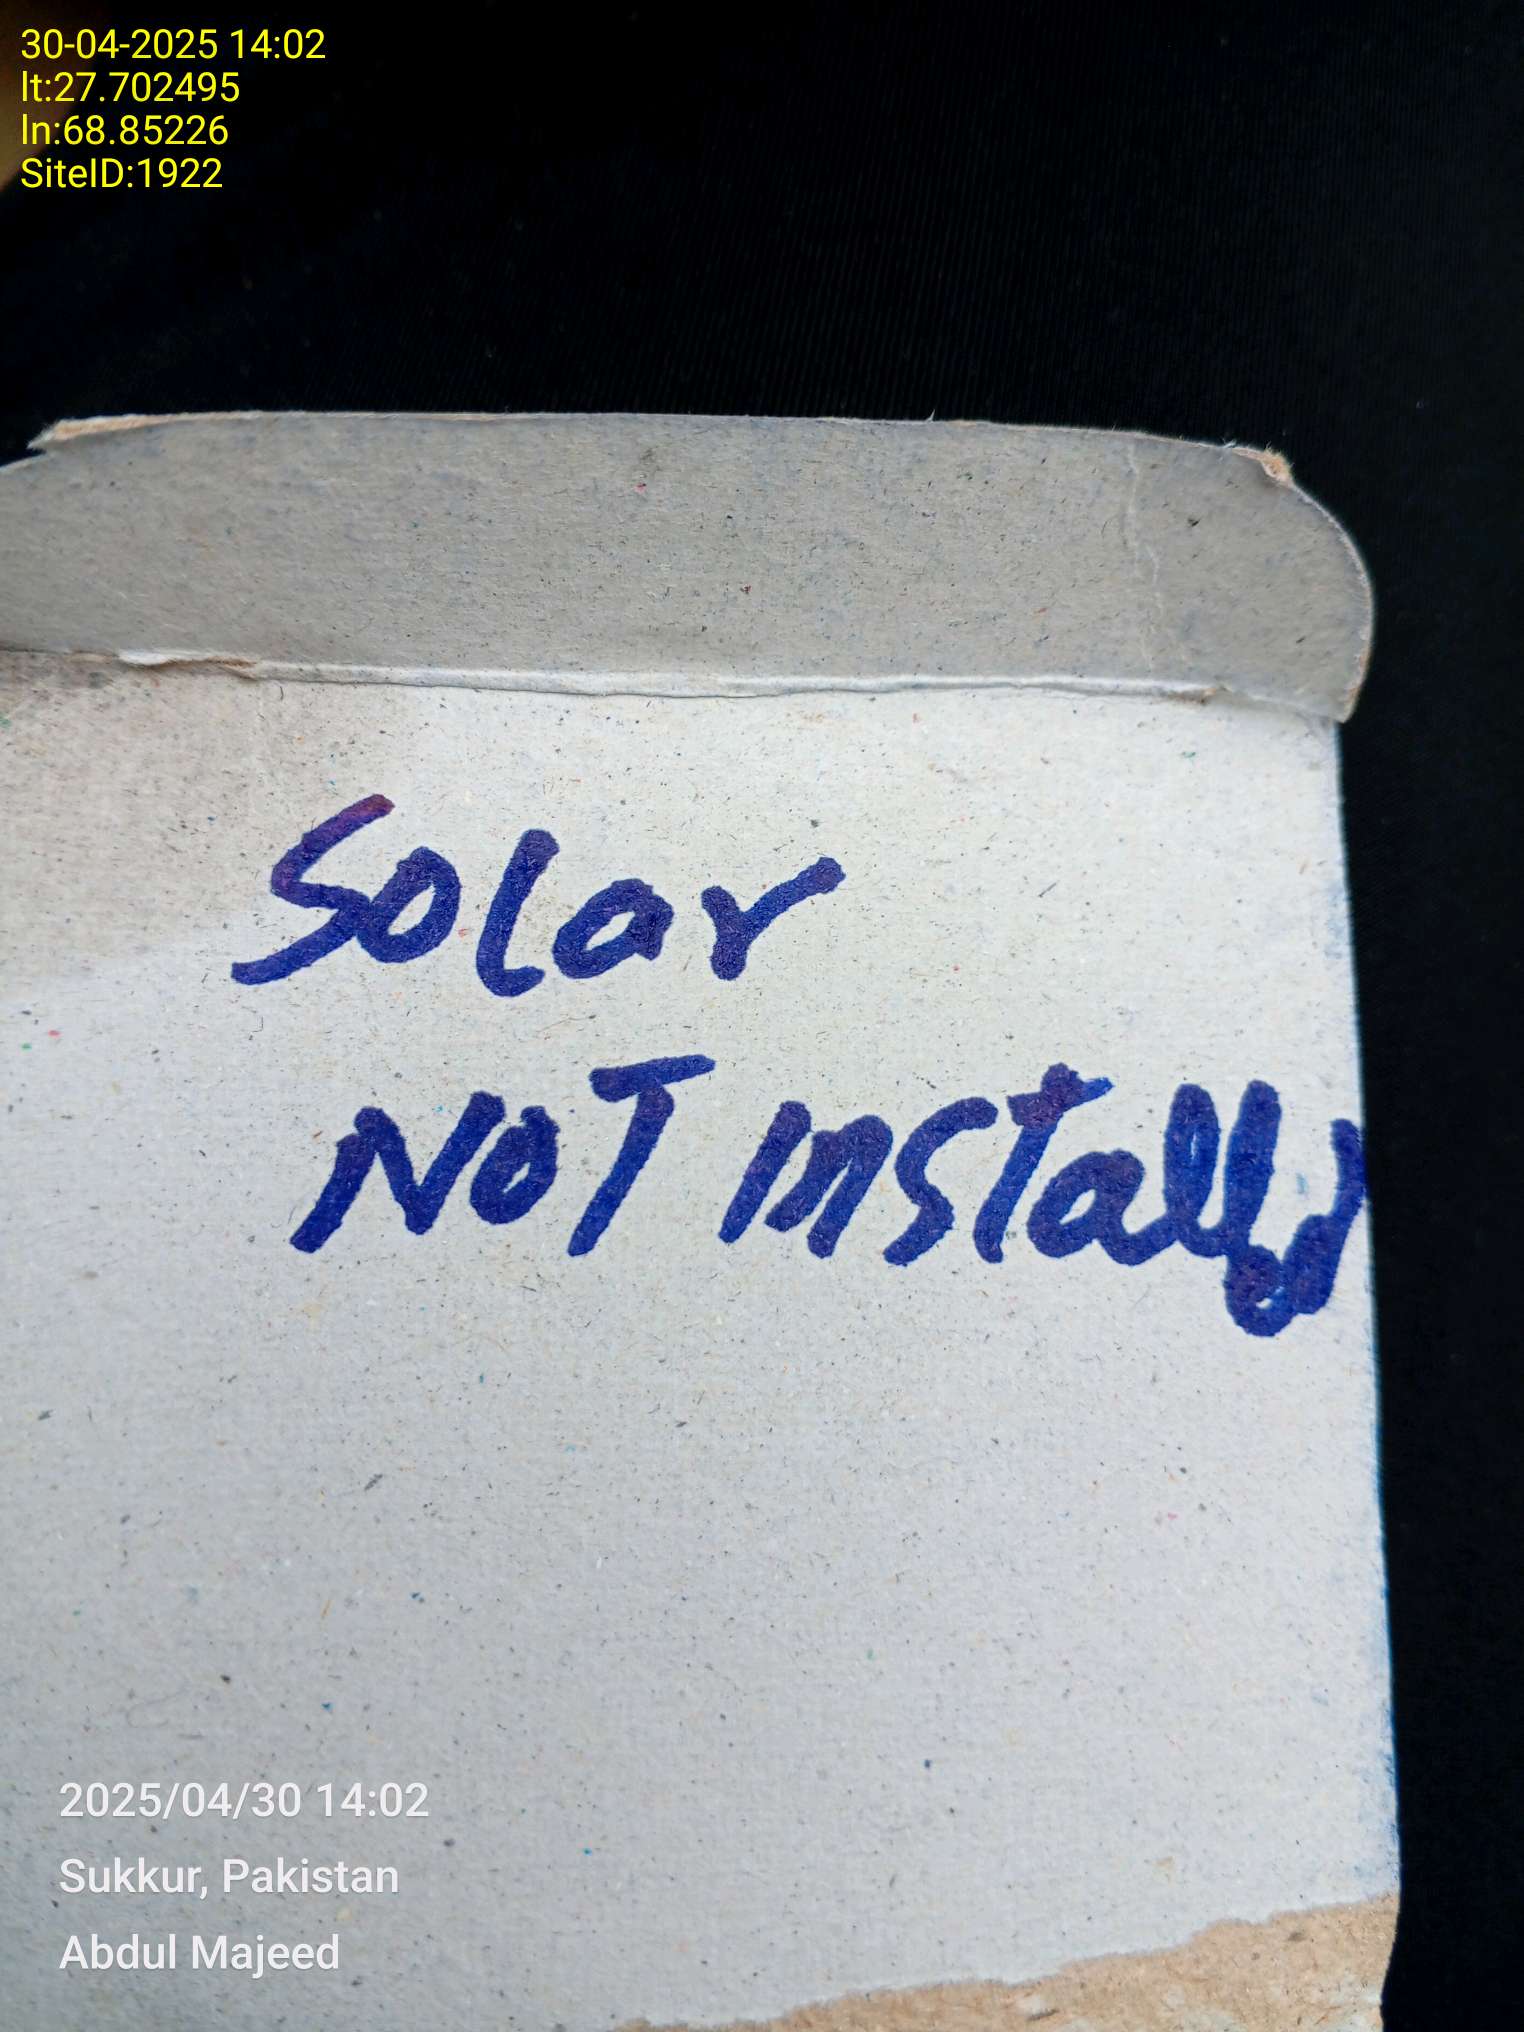 30-04-2025 14:02
lt:27.702495
ln:68.85226
SiteID:1922
Solar
NOT install
2025/04/30 14:02
Sukkur, Pakistan
Abdul Majeed